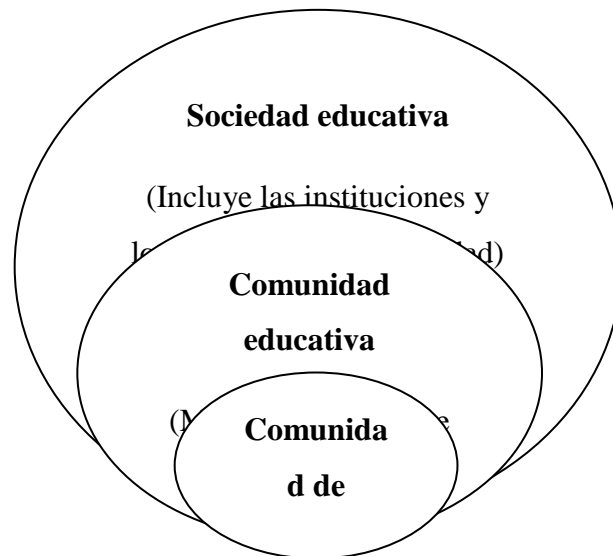 Sociedad educativa
(Incluye las instituciones y
Comunidad
educativa
Comunida
d de